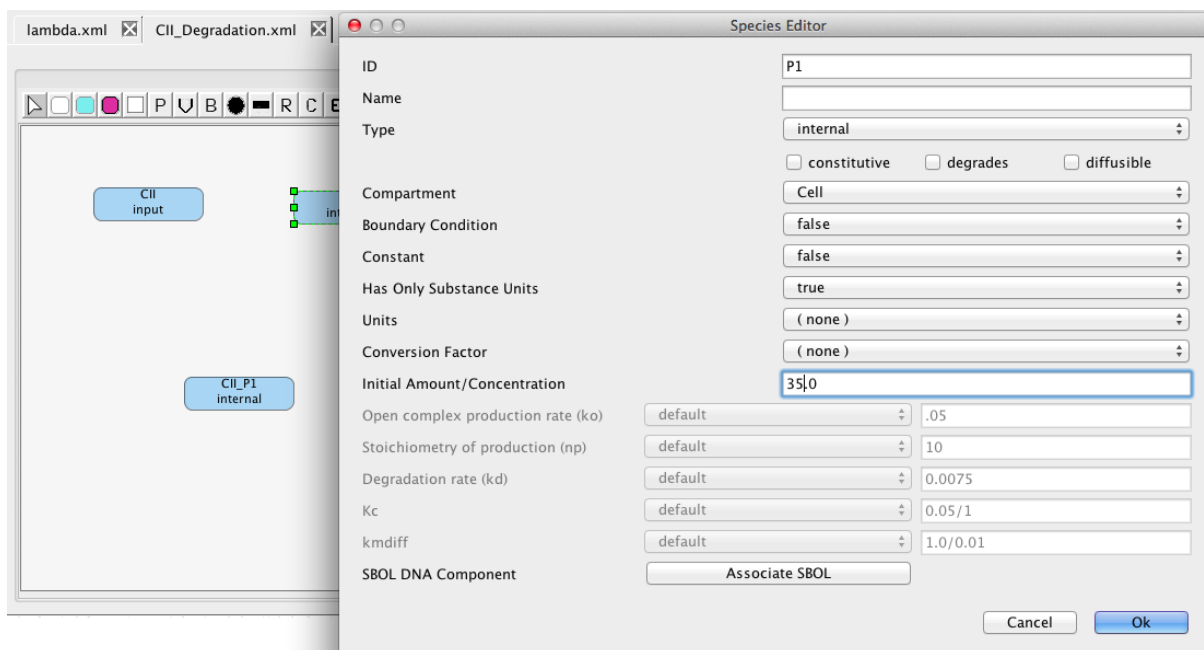 lambda.xml CII_Degradation.xml Species Editor
ID P1
Name
Type internal
constitutive degrades diffusible
Compartment Cell
Boundary Condition false
Constant false
Has Only Substance Units true
Units ( none )
Conversion Factor ( none )
Initial Amount/Concentration 35.0
Open complex production rate (ko) default .05
Stoichiometry of production (np) default 10
Degradation rate (kd) default 0.0075
Kc default 0.05/1
kmdiff default 1.0/0.01
SBOL DNA Component Associate SBOL
Cancel Ok
P V B R C E
CII
input
int
CII_P1
internal